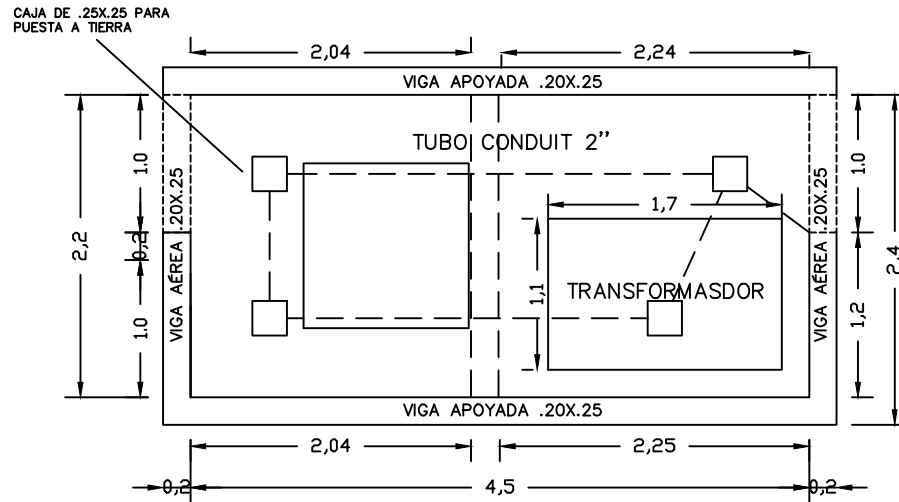 CAJA DE .25X.25 PARA
PUESTA A TIERRA
2,04
2,24
VIGA APOYADA .20X.25
TUBO CONDUIT 2’’
1.0
VIGA AÉREA .20X.25
2,2
0,2
1.0
1,7
1,1
TRANSFORMASDOR
1.0
VIGA AÉREA .20X.25
1,2
2,4
VIGA APOYADA .20X.25
2,04
2,25
0,2
4,5
0,2